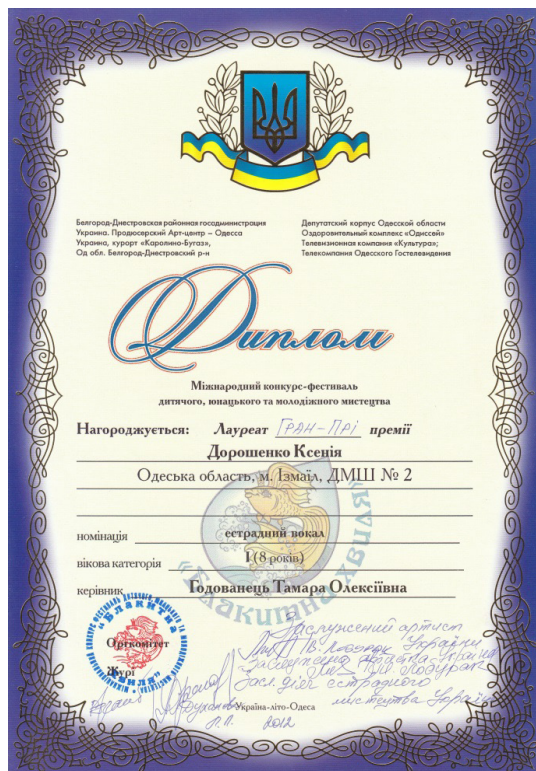 Белгород-Днестровская районная госадминистрация
Украина. Продюсерский Арт-центр – Одесса
Украина, курорт «Каролино-Бугаз»,
Од обл. Белгород-Днестровский р-н
Депутатский корпус Одесской области
Оздоровительный комплекс «Одиссей»
Телевизионная компания «Культура»;
Телекомпания Одесского Гостелевидения
Диплом
Міжнародний конкурс-фестиваль
дитячого, юнацького та молодіжного мистецтва
Нагороджується: Лауреат ГРАН-ПРІ премії
Дорошенко Ксенія
Одеська область, м. Ізмаїл, ДМШ № 2
номінація естрадний вокал
вікова категорія I (8 років)
керівник Годованець Тамара Олексіївна
«Блакитна хвиля»
Оргкомітет
Журі
Заслужений артист
України
Засл. діяч естрадного
мистецтва
Україна-літо-Одеса
2012